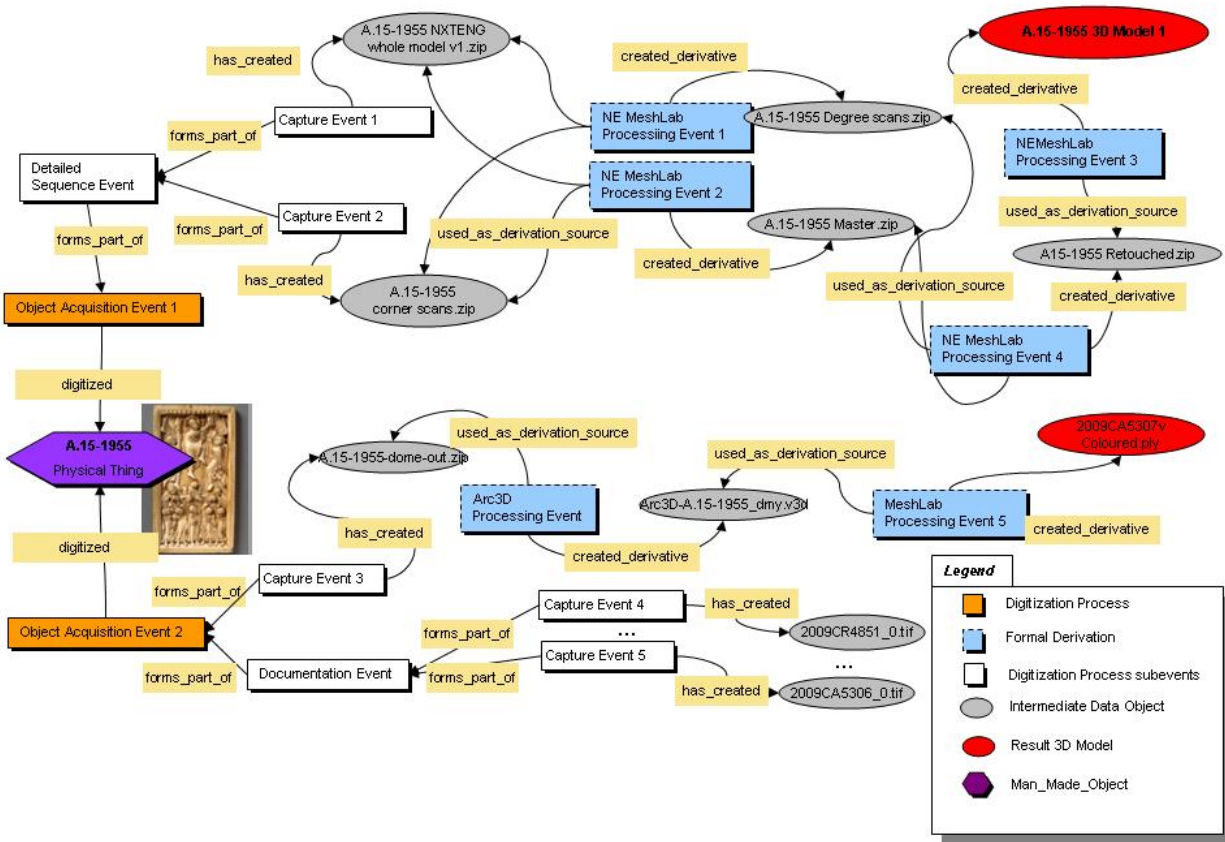 A.15-1955 NXTENG
whole model v1.zip
has_created
Capture Event 1
forms_part_of
Detailed
Sequence Event
forms_part_of
Capture Event 2
forms_part_of
has_created
A.15-1955
corner scans.zip
Object Acquisition Event 1
digitized
created_derivative
NE MeshLab
Processiing Event 1
A.15-1955 Degree scans.zip
NE MeshLab
Processing Event 2
used_as_derivation_source
created_derivative
A.15-1955 Master.zip
A.15-1955 3D Model 1
created_derivative
NEMeshLab
Processing Event 3
used_as_derivation_source
A15-1955 Retouched.zip
used_as_derivation_source
created_derivative
NE MeshLab
Processing Event 4
A.15-1955
Physical Thing
digitized
Object Acquisition Event 2
A.15-1955-dome-out.zip
used_as_derivation_source
Arc3D
Processing Event
has_created
created_derivative
Arc3D-A.15-1955_dmy.v3d
used_as_derivation_source
2009CA5307v
Coloured.ply
MeshLab
Processing Event 5
created_derivative
Capture Event 3
forms_part_of
forms_part_of
Documentation Event
forms_part_of
forms_part_of
Capture Event 4
...
Capture Event 5
has_created
2009CR4851_0.tif
...
has_created
2009CA5306_0.tif
Legend
Digitization Process
Formal Derivation
Digitization Process subevents
Intermediate Data Object
Result 3D Model
Man_Made_Object